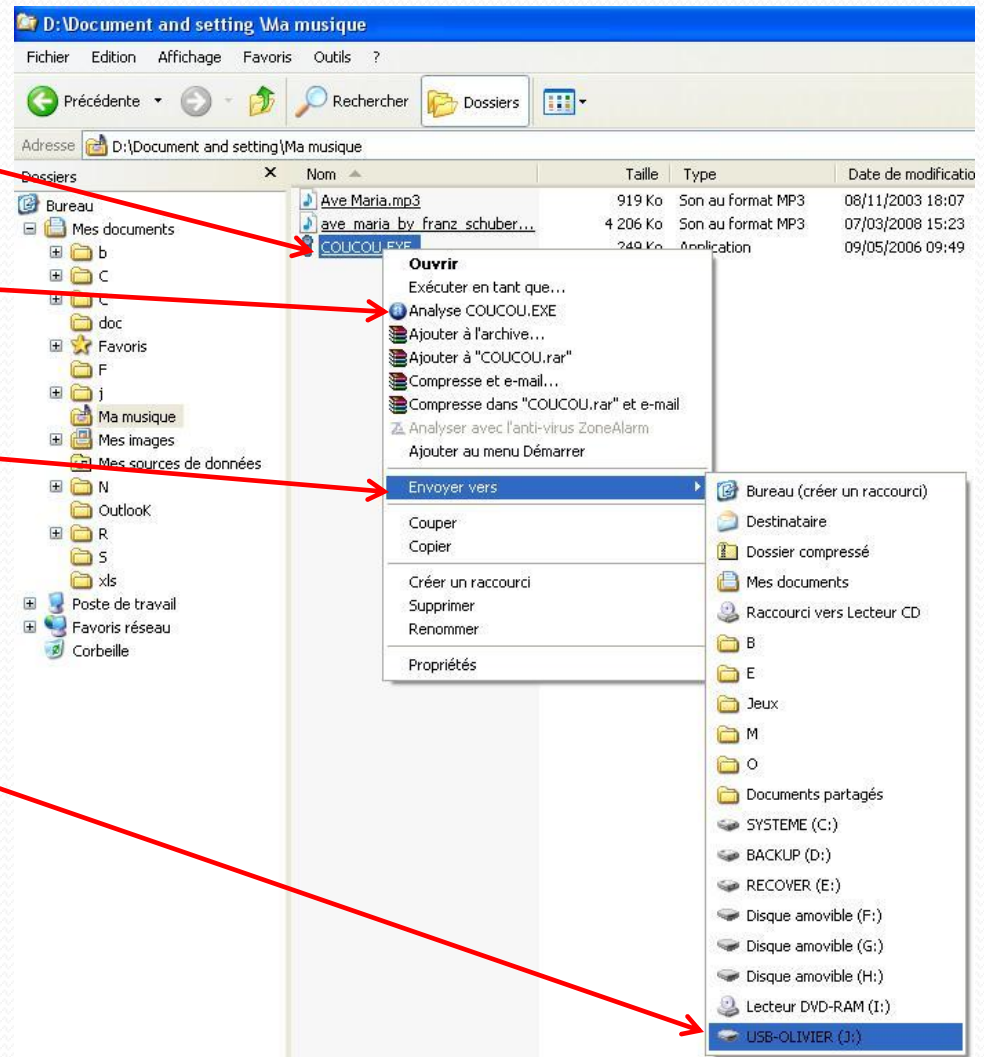 D:\Document and setting \Ma musique
Fichier Edition Affichage Favoris Outils ?
Précédente Rechercher Dossiers
Adresse D:\Document and setting\Ma musique
Dossiers × Nom Taille Type Date de modificatio
Bureau
Mes documents
b
C
C
doc
Favoris
F
j
Ma musique
Mes images
Mes sources de données
N
OutlooK
R
S
xls
Poste de travail
Favoris réseau
Corbeille
Ave Maria.mp3 919 Ko Son au format MP3 08/11/2003 18:07
ave maria by franz schuber... 4 206 Ko Son au format MP3 07/03/2008 15:23
COUCOU.EXE 249 Ko Application 09/05/2006 09:49
Ouvrir
Exécuter en tant que...
Analyse COUCOU.EXE
Ajouter à l'archive...
Ajouter à "COUCOU.rar"
Compresse et e-mail...
Compresse dans "COUCOU.rar" et e-mail
Analyser avec l'anti-virus ZoneAlarm
Ajouter au menu Démarrer
Envoyer vers
Couper
Copier
Créer un raccourci
Supprimer
Renommer
Propriétés
Bureau (créer un raccourci)
Destinataire
Dossier compressé
Mes documents
Raccourci vers Lecteur CD
B
E
Jeux
M
O
Documents partagés
SYSTEME (C:)
BACKUP (D:)
RECOVER (E:)
Disque amovible (F:)
Disque amovible (G:)
Disque amovible (H:)
Lecteur DVD-RAM (I:)
USB-OLIVIER (J:)